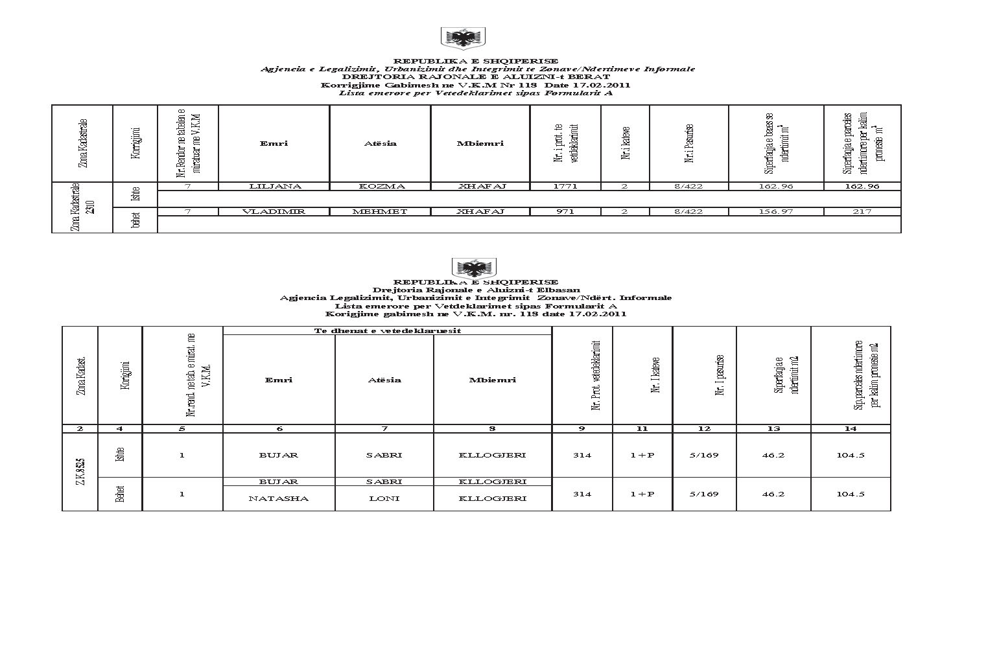 REPUBLIKA E SHQIPERISE
Agjencia e Legalizimit, Urbanizimit dhe Integrimit te Zonave/Ndertimeve Informale
DREJTORIA RAJONALE E ALUIZNI-t BERAT
Korrigjime Gabimesh ne V.K.M Nr 118 Date 17.02.2011
Lista emerore per Vetedeklarimet sipas Formularit A
Zona Kadastrale
Korrigjimi
Nr.Rendor ne tabelen e
miratuar me V.K.M
Emri
Atësia
Mbiemri
Nr. i prot. te
vetdeklarimit
Nr.i kateve
Nr.i Pasurise
Siperfaqja e bazes se
ndertimit m²
Siperfaqja e parceles
ndertimore per kalim
pronesie m²
Zona Kadastrale
2310
Ishte
7 LILJANA KOZMA XHAFAJ 1771 2 8/422 162.96 162.96
behet
7 VLADIMIR MEHMET XHAFAJ 971 2 8/422 156.97 217
REPUBLIKA E SHQIPERISE
Drejtoria Rajonale e Aluizni-t Elbasan
Agjencia Legalizimit, Urbanizimit e Integrimit Zonave/Ndërt. Informale
Lista emerore per Vetdeklarimet sipas Formularit A
Korigjime gabimesh ne V.K.M. nr. 118 date 17.02.2011
Zona Kadast.
Korigjimi
Nr.rend. ne tab. e mirat. me
V.K.M.
Te dhenat e vetedeklaruesit
Emri
Atësia
Mbiemri
Nr. Prot. vetedeklarimit
Nr. I kateve
Nr. I pasurise
Siperfaqja e
ndertimit m2
Sip.parceles ndertimore
per kalim pronesie m2
2 4 5 6 7 8 9 11 12 13 14
Z.K.8525
Ishte
1 BUJAR SABRI KLLOGJERI 314 1+P 5/169 46.2 104.5
Behet
BUJAR SABRI KLLOGJERI
1 314 1+P 5/169 46.2 104.5
NATASHA LONI KLLOGJERI